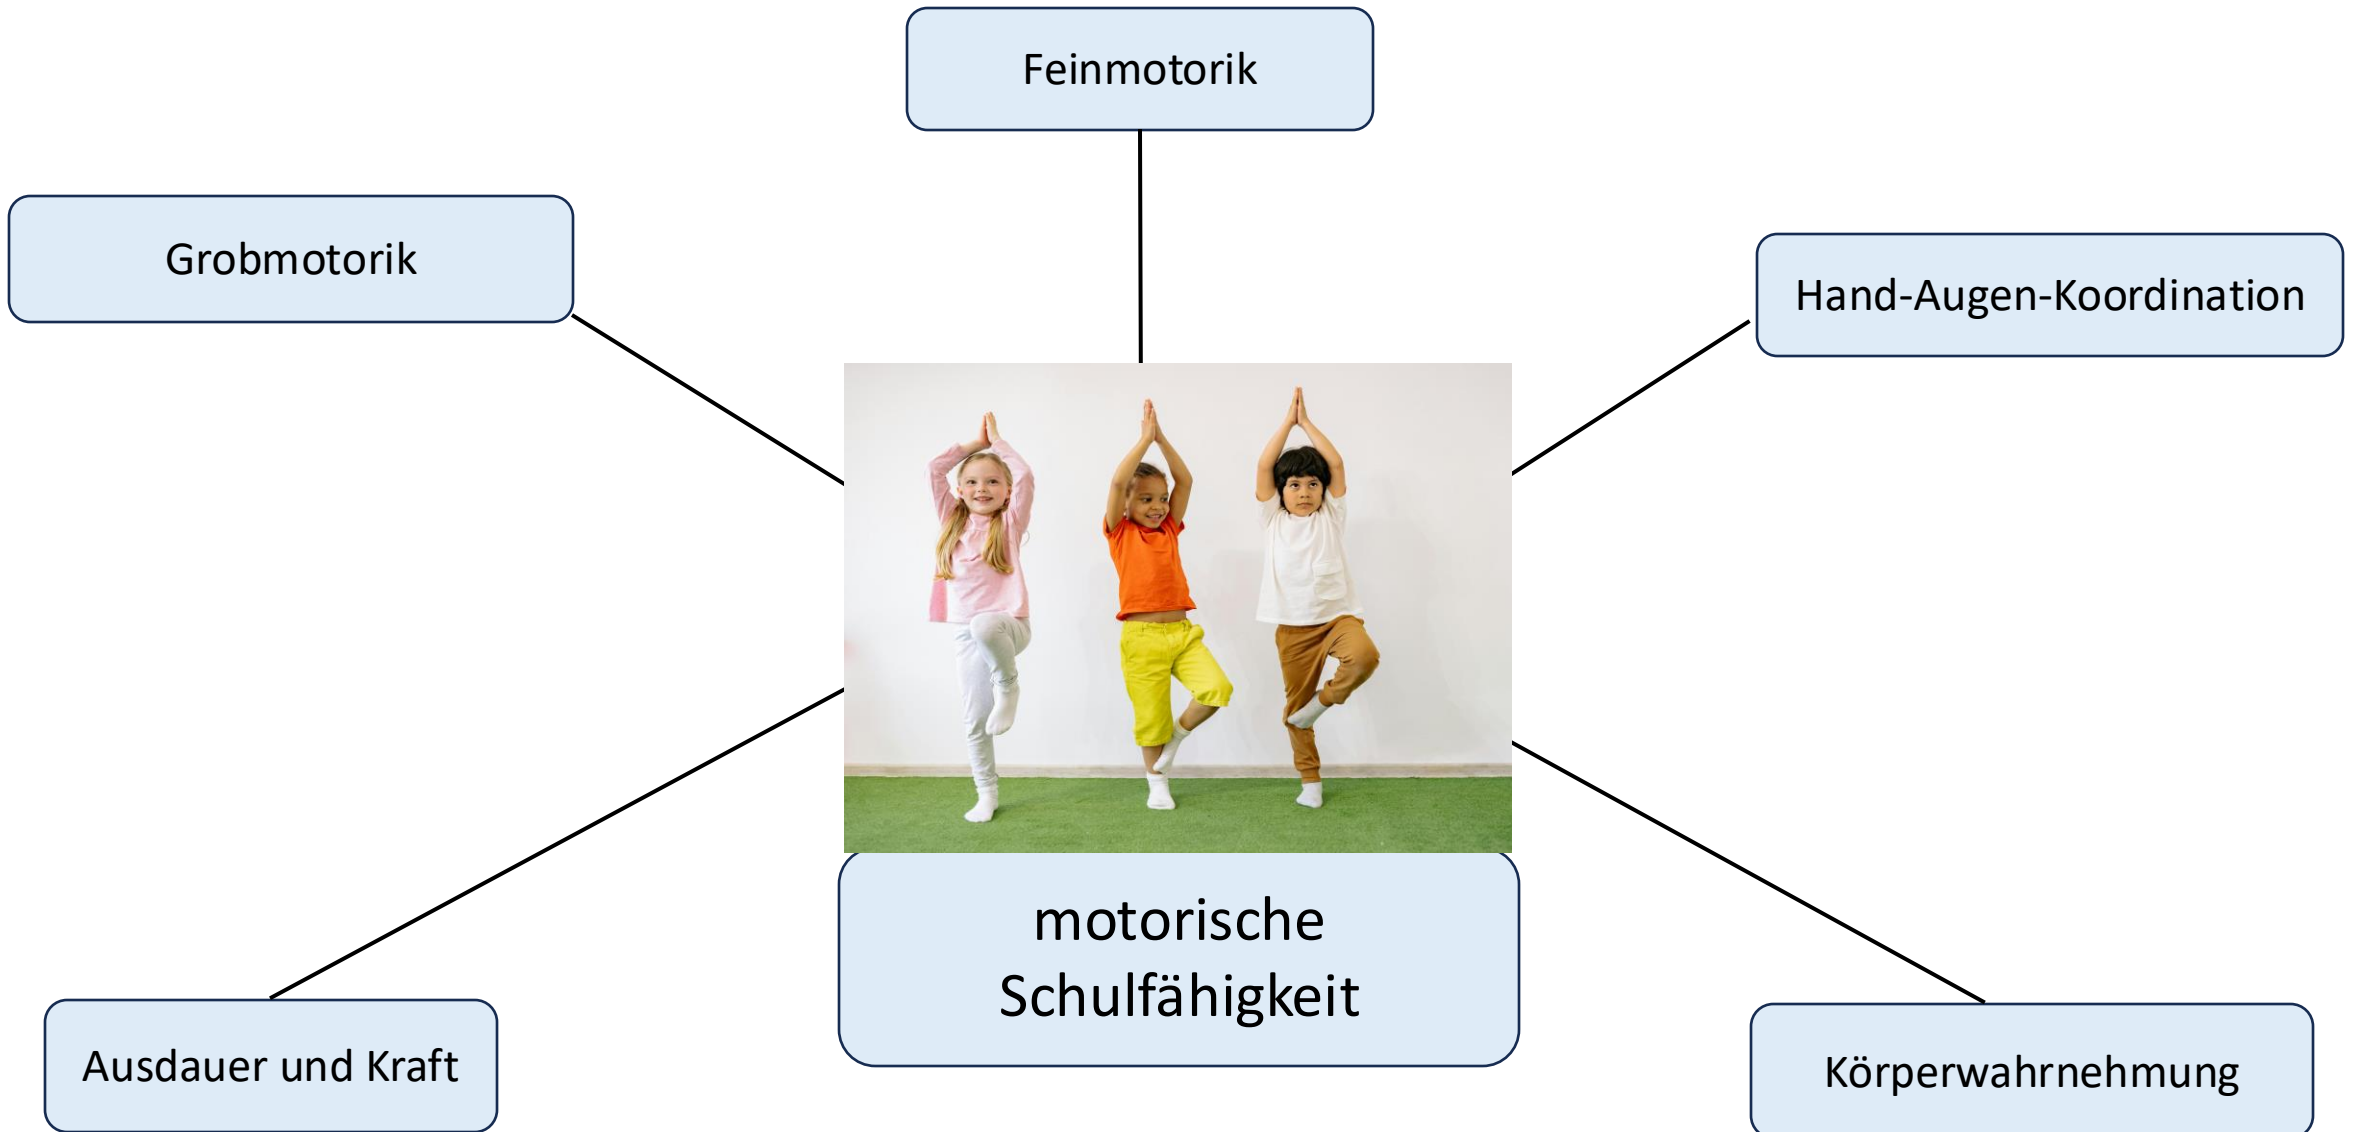 Feinmotorik
Grobmotorik
Hand-Augen-Koordination
motorische
Schulfähigkeit
Ausdauer und Kraft
Körperwahrnehmung